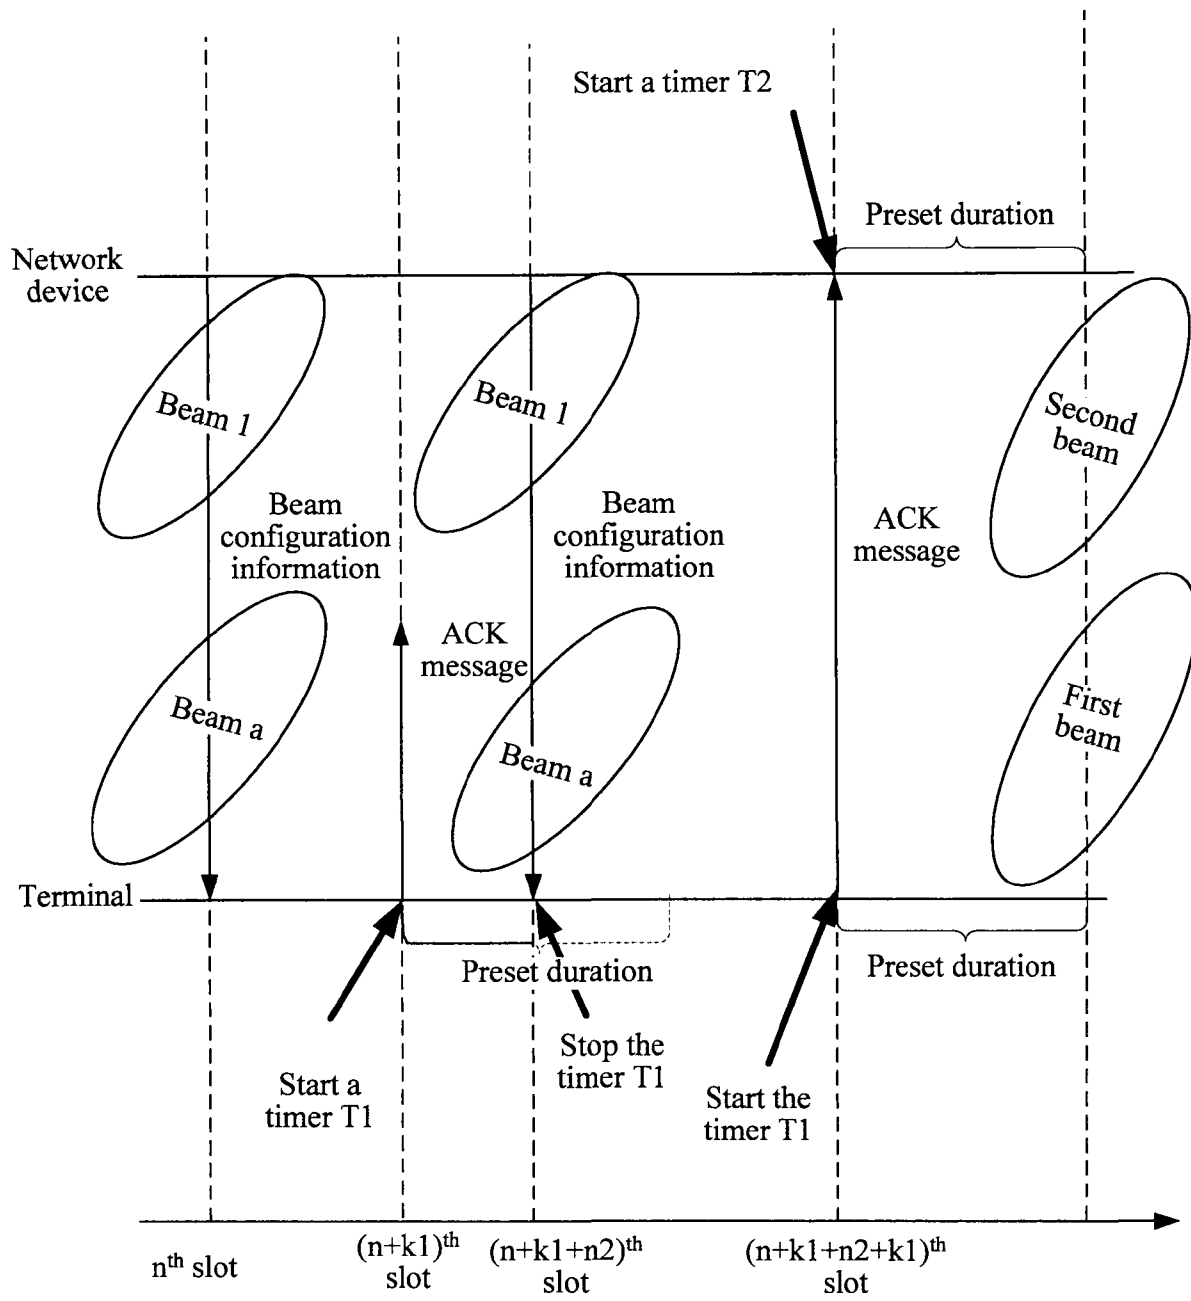 Start a timer T2
Preset duration
Network
device
Beam 1
Beam 1
Second
beam
Beam
configuration
information
Beam
configuration
information
ACK
message
ACK
message
Beam a
Beam a
First
beam
Terminal
Preset duration
Preset duration
Start a
timer T1
Stop the
timer T1
Start the
timer T1
nth slot
(n+k1)th
slot
(n+k1+n2)th
slot
(n+k1+n2+k1)th
slot